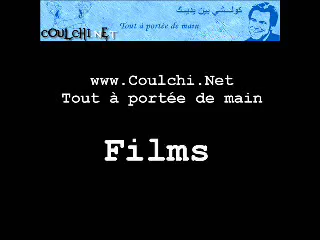 كولشي بين يديك
Tout à portée de main
COULCHI.NET
www.Coulchi.Net
Tout à portée de main
Films